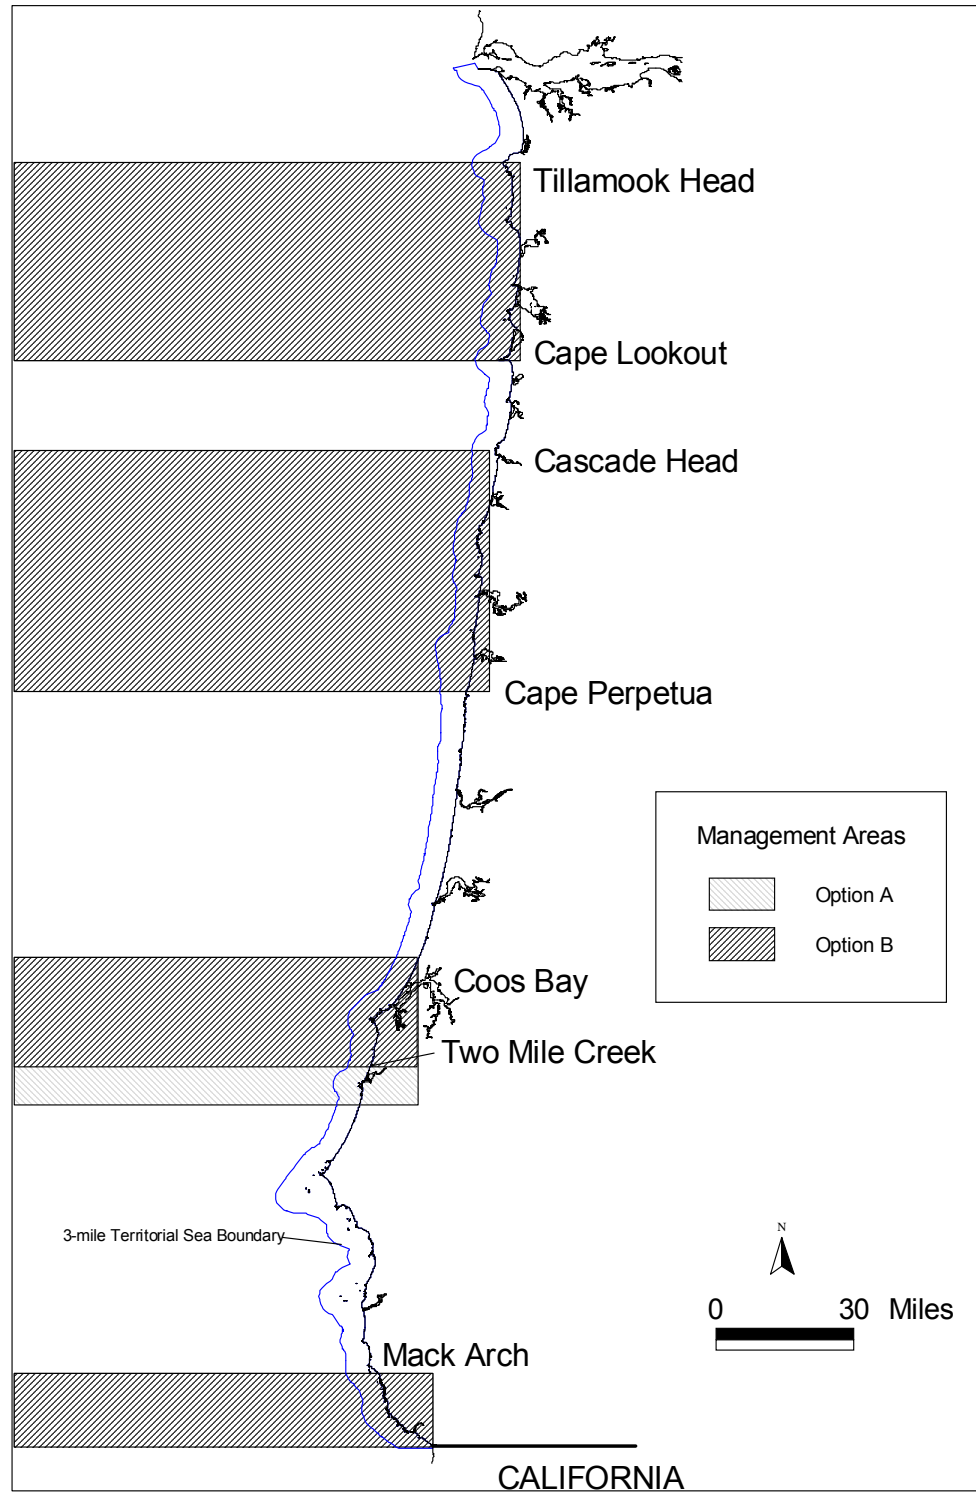 Tillamook Head
Cape Lookout
Cascade Head
Cape Perpetua
Management Areas
Option A
Option B
Coos Bay
Two Mile Creek
3-mile Territorial Sea Boundary
N
0 30 Miles
Mack Arch
CALIFORNIA